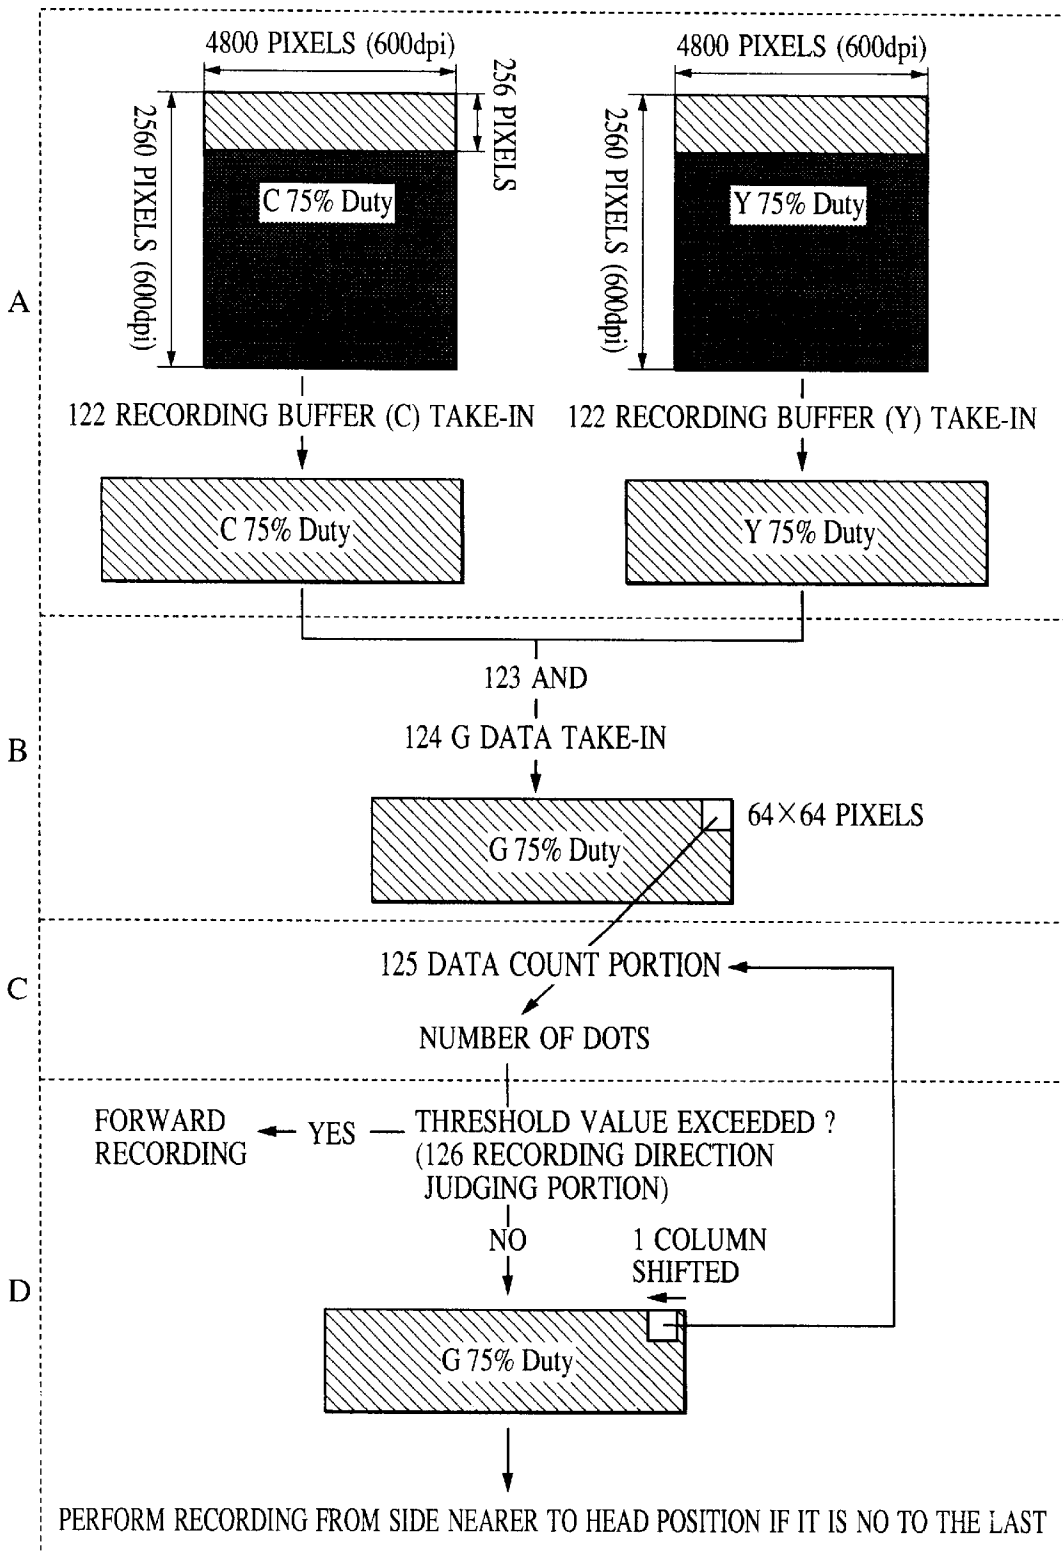 4800 PIXELS (600dpi)
4800 PIXELS (600dpi)
256 PIXELS
2560 PIXELS (600dpi)
2560 PIXELS (600dpi)
C 75% Duty
Y 75% Duty
A
122 RECORDING BUFFER (C) TAKE-IN
122 RECORDING BUFFER (Y) TAKE-IN
C 75% Duty
Y 75% Duty
123 AND
B
124 G DATA TAKE-IN
64×64 PIXELS
G 75% Duty
125 DATA COUNT PORTION
C
NUMBER OF DOTS
FORWARD
RECORDING
YES
THRESHOLD VALUE EXCEEDED ?
(126 RECORDING DIRECTION
JUDGING PORTION)
NO
1 COLUMN
SHIFTED
D
G 75% Duty
PERFORM RECORDING FROM SIDE NEARER TO HEAD POSITION IF IT IS NO TO THE LAST